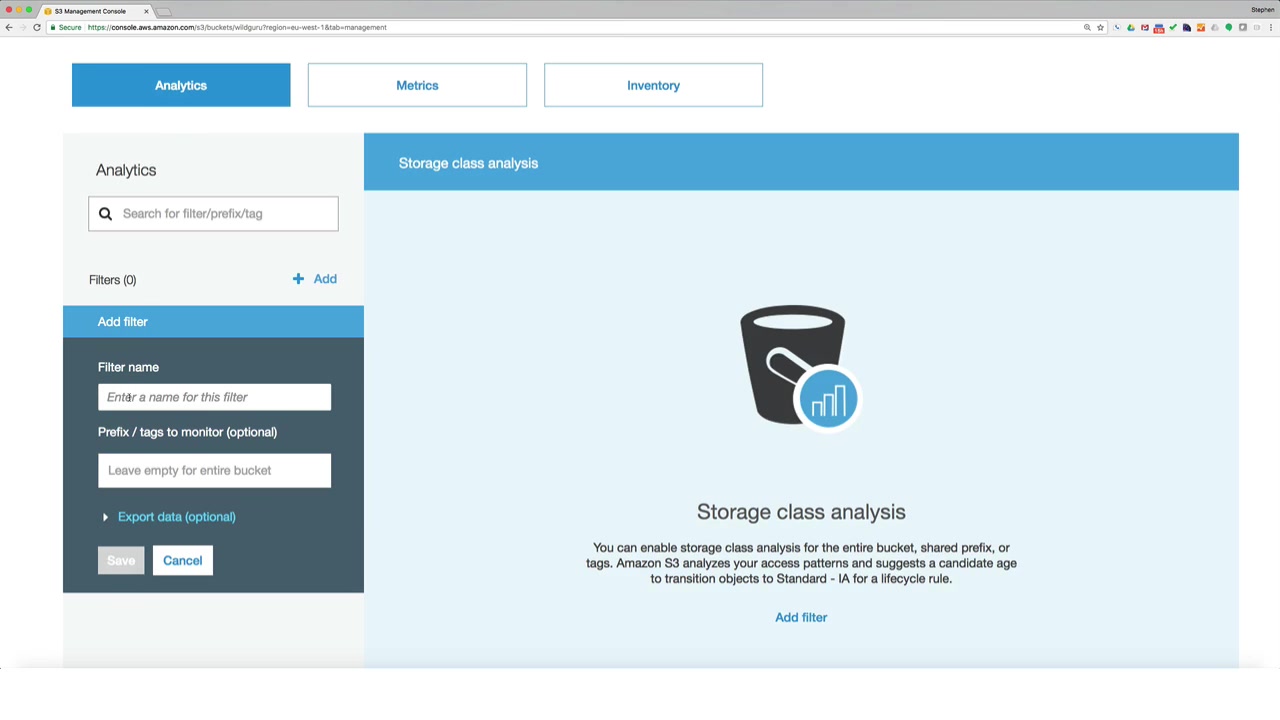 S3 Management Console
Stephen
Secure
https://console.aws.amazon.com/s3/buckets/wildguru?region=eu-west-1&tab=management
Analytics
Metrics
Inventory
Analytics
Search for filter/prefix/tag
Filters (0)
Add
Add filter
Filter name
Enter a name for this filter
Prefix / tags to monitor (optional)
Leave empty for entire bucket
Export data (optional)
Save
Cancel
Storage class analysis
Storage class analysis
You can enable storage class analysis for the entire bucket, shared prefix, or
tags. Amazon S3 analyzes your access patterns and suggests a candidate age
to transition objects to Standard - IA for a lifecycle rule.
Add filter